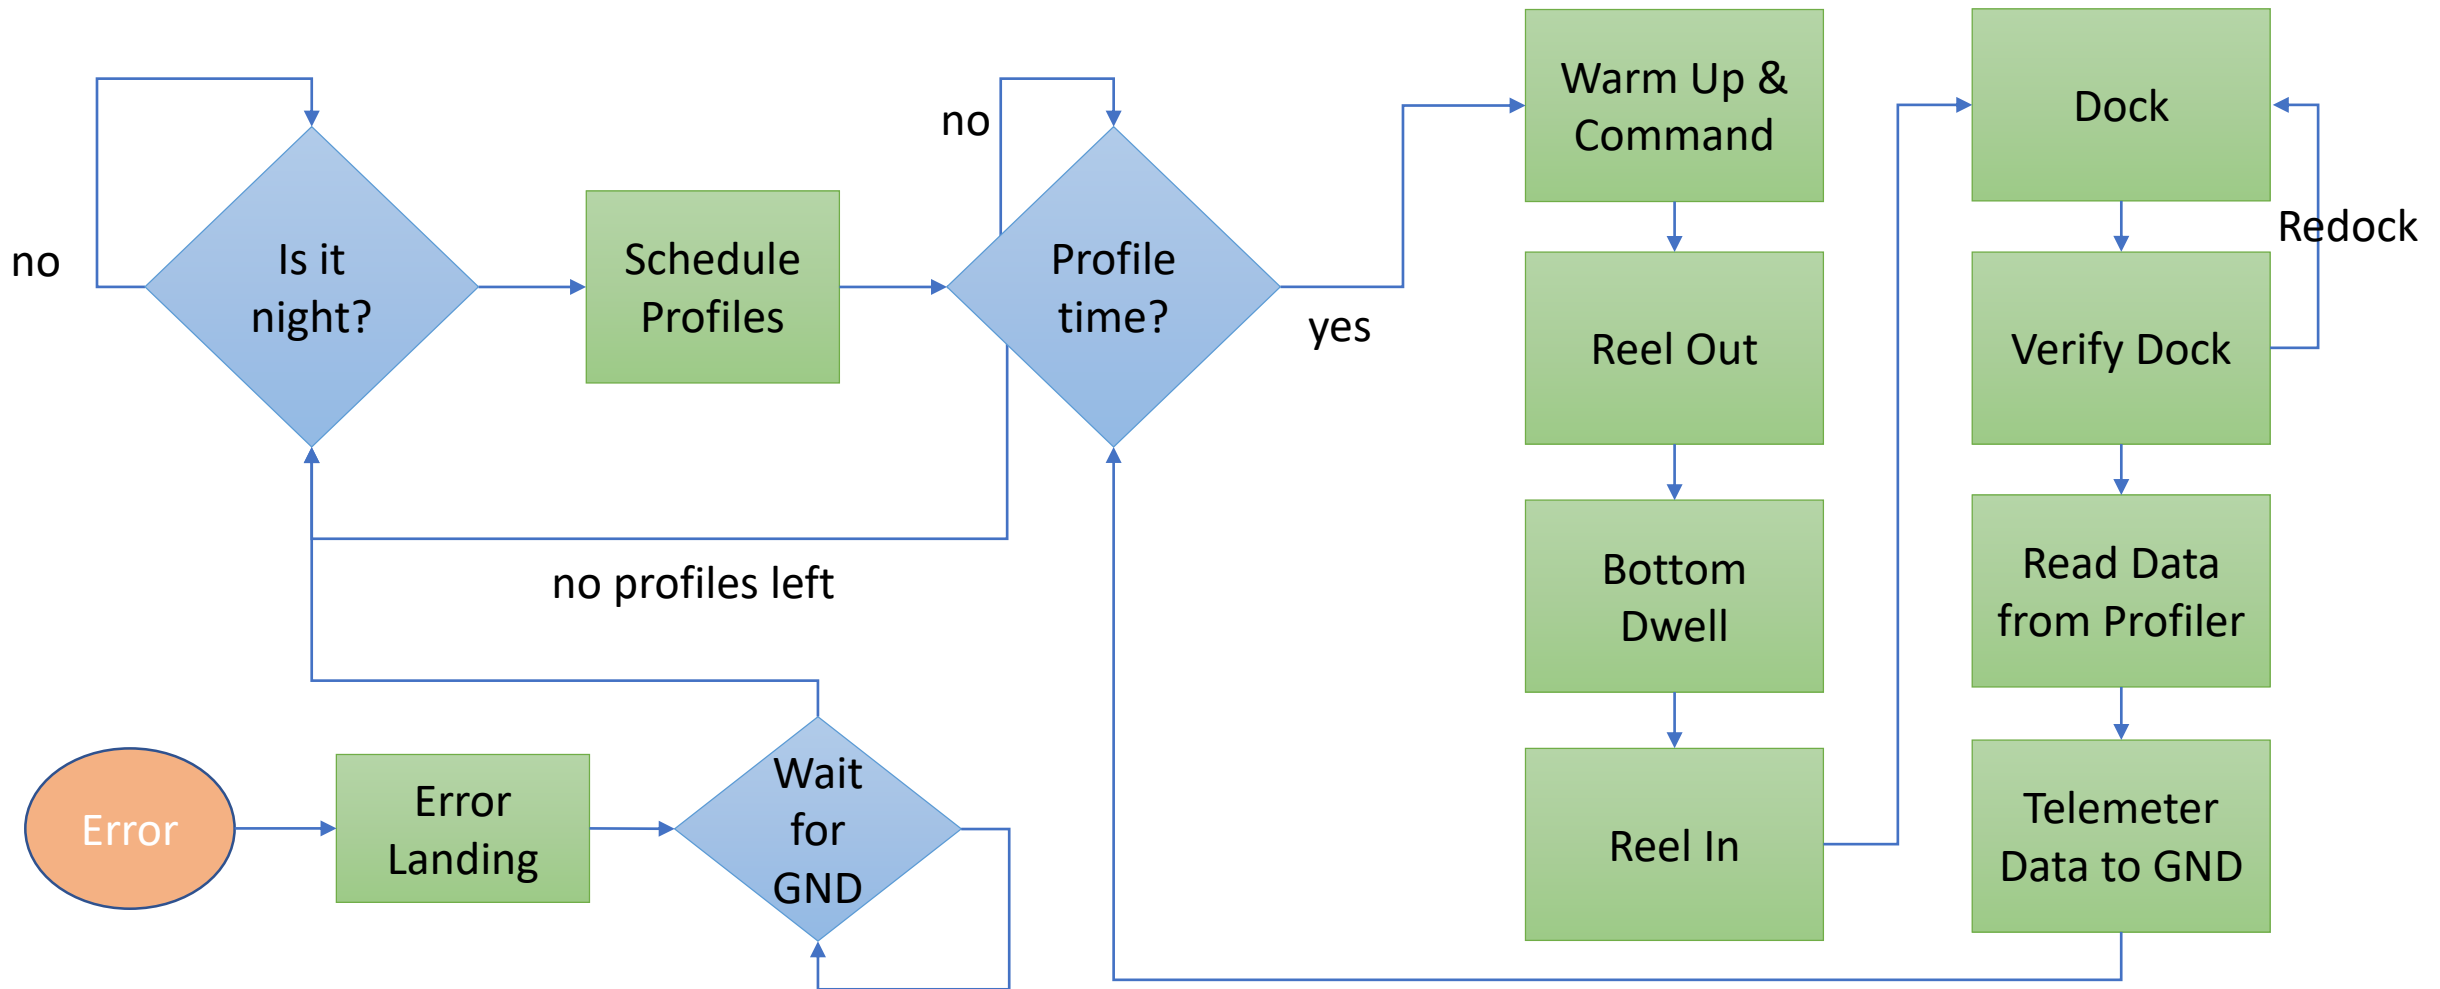 no
Is it
night?
Schedule
Profiles
no
Profile
time?
yes
no profiles left
Warm Up &
Command
Reel Out
Bottom
Dwell
Reel In
Dock
Redock
Verify Dock
Read Data
from Profiler
Telemeter
Data to GND
Error
Error
Landing
Wait
for
GND